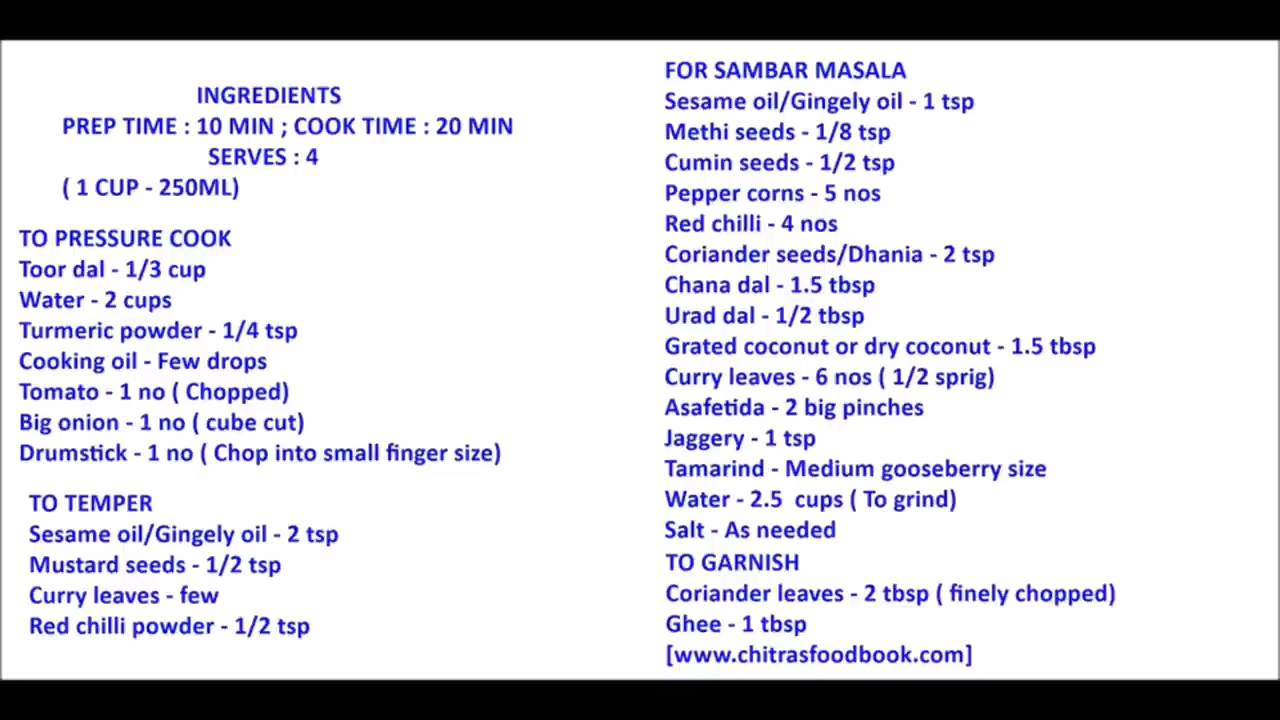 INGREDIENTS
PREP TIME : 10 MIN ; COOK TIME : 20 MIN
SERVES : 4
( 1 CUP - 250ML)
TO PRESSURE COOK
Toor dal - 1/3 cup
Water - 2 cups
Turmeric powder - 1/4 tsp
Cooking oil - Few drops
Tomato - 1 no ( Chopped)
Big onion - 1 no ( cube cut)
Drumstick - 1 no ( Chop into small finger size)
TO TEMPER
Sesame oil/Gingely oil - 2 tsp
Mustard seeds - 1/2 tsp
Curry leaves - few
Red chilli powder - 1/2 tsp
FOR SAMBAR MASALA
Sesame oil/Gingely oil - 1 tsp
Methi seeds - 1/8 tsp
Cumin seeds - 1/2 tsp
Pepper corns - 5 nos
Red chilli - 4 nos
Coriander seeds/Dhania - 2 tsp
Chana dal - 1.5 tbsp
Urad dal - 1/2 tbsp
Grated coconut or dry coconut - 1.5 tbsp
Curry leaves - 6 nos ( 1/2 sprig)
Asafetida - 2 big pinches
Jaggery - 1 tsp
Tamarind - Medium gooseberry size
Water - 2.5 cups ( To grind)
Salt - As needed
TO GARNISH
Coriander leaves - 2 tbsp ( finely chopped)
Ghee - 1 tbsp
[www.chitrasfoodbook.com]